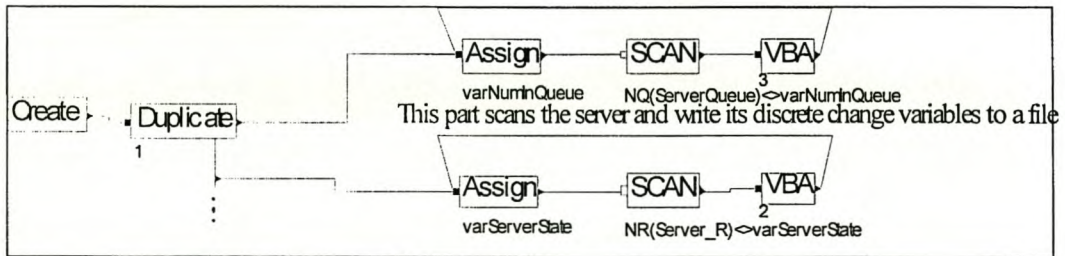 Assign SCAN VBA
3
varNumInQueue NQ(ServerQueue)<>varNumInQueue
Create Duplicate
This part scans the server and write its discrete change variables to a file
1
Assign SCAN VBA
2
varServerState NR(Server_R)<>varServerState